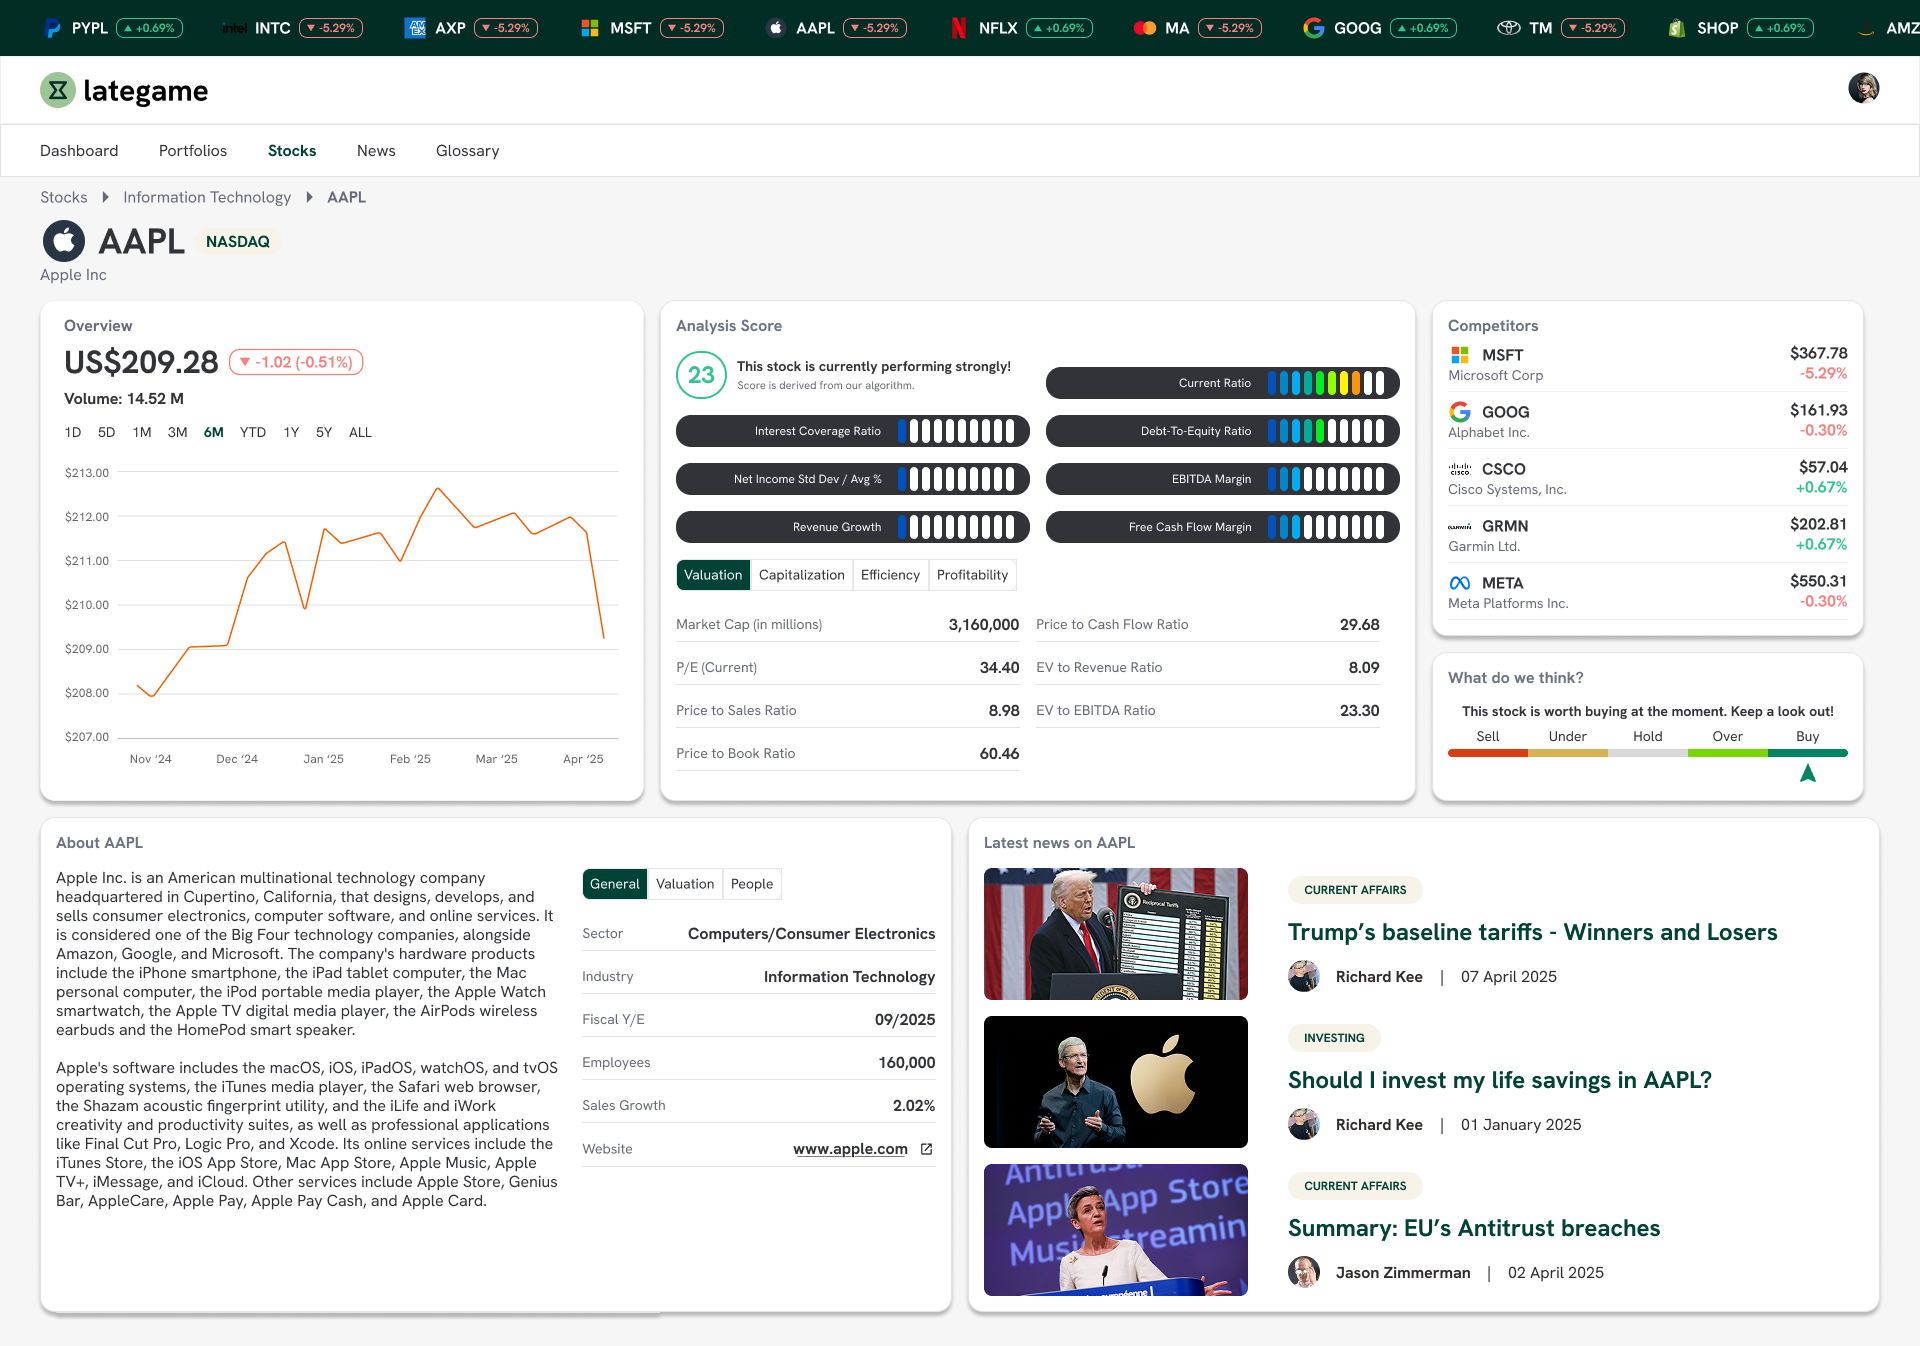 PYPL +0.69%
intel INTC -5.29%
AM EX AXP -5.29%
MSFT -5.29%
AAPL -5.29%
NFLX +0.69%
MA -5.29%
GOOG +0.69%
TM -5.29%
SHOP +0.69%
AMZ
lategame
Dashboard Portfolios Stocks News Glossary
Stocks Information Technology AAPL
AAPL NASDAQ
Apple Inc
Overview
US$209.28 -1.02 (-0.51%)
Volume: 14.52 M
1D 5D 1M 3M 6M YTD 1Y 5Y ALL
$213.00
$212.00
$211.00
$210.00
$209.00
$208.00
$207.00
Nov ‘24 Dec ‘24 Jan ‘25 Feb ‘25 Mar ‘25 Apr ‘25
Analysis Score
23
This stock is currently performing strongly!
Score is derived from our algorithm.
Current Ratio
Interest Coverage Ratio
Debt-To-Equity Ratio
Net Income Std Dev / Avg %
EBITDA Margin
Revenue Growth
Free Cash Flow Margin
Valuation Capitalization Efficiency Profitability
Market Cap (in millions) 3,160,000
Price to Cash Flow Ratio 29.68
P/E (Current) 34.40
EV to Revenue Ratio 8.09
Price to Sales Ratio 8.98
EV to EBITDA Ratio 23.30
Price to Book Ratio 60.46
Competitors
MSFT $367.78
Microsoft Corp -5.29%
GOOG $161.93
Alphabet Inc. -0.30%
CISCO CSCO $57.04
Cisco Systems, Inc. +0.67%
GARMIN GRMN $202.81
Garmin Ltd. +0.67%
META $550.31
Meta Platforms Inc. -0.30%
What do we think?
This stock is worth buying at the moment. Keep a look out!
Sell Under Hold Over Buy
About AAPL
Apple Inc. is an American multinational technology company
headquartered in Cupertino, California, that designs, develops, and
sells consumer electronics, computer software, and online services. It
is considered one of the Big Four technology companies, alongside
Amazon, Google, and Microsoft. The company's hardware products
include the iPhone smartphone, the iPad tablet computer, the Mac
personal computer, the iPod portable media player, the Apple Watch
smartwatch, the Apple TV digital media player, the AirPods wireless
earbuds and the HomePod smart speaker.
Apple's software includes the macOS, iOS, iPadOS, watchOS, and tvOS
operating systems, the iTunes media player, the Safari web browser,
the Shazam acoustic fingerprint utility, and the iLife and iWork
creativity and productivity suites, as well as professional applications
like Final Cut Pro, Logic Pro, and Xcode. Its online services include the
iTunes Store, the iOS App Store, Mac App Store, Apple Music, Apple
TV+, iMessage, and iCloud. Other services include Apple Store, Genius
Bar, AppleCare, Apple Pay, Apple Pay Cash, and Apple Card.
General Valuation People
Sector Computers/Consumer Electronics
Industry Information Technology
Fiscal Y/E 09/2025
Employees 160,000
Sales Growth 2.02%
Website www.apple.com
Latest news on AAPL
Reciprocal Tariffs
CURRENT AFFAIRS
Trump’s baseline tariffs - Winners and Losers
Richard Kee | 07 April 2025
INVESTING
Should I invest my life savings in AAPL?
Richard Kee | 01 January 2025
Antitrust
Apple App Store
Music streamin
européenne
CURRENT AFFAIRS
Summary: EU’s Antitrust breaches
Jason Zimmerman | 02 April 2025